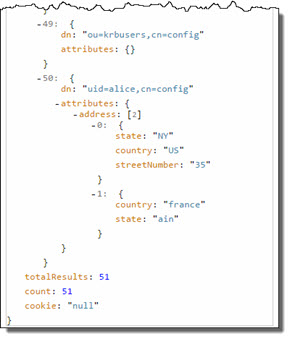 -49: {
dn: "ou=krbusers,cn=config"
attributes: {}
}
-50: {
dn: "uid=alice,cn=config"
-attributes: {
-address: [2]
-0: {
state: "NY"
country: "US"
streetNumber: "35"
}
-1: {
country: "france"
state: "ain"
}
}
}
totalResults: 51
count: 51
cookie: "null"
}